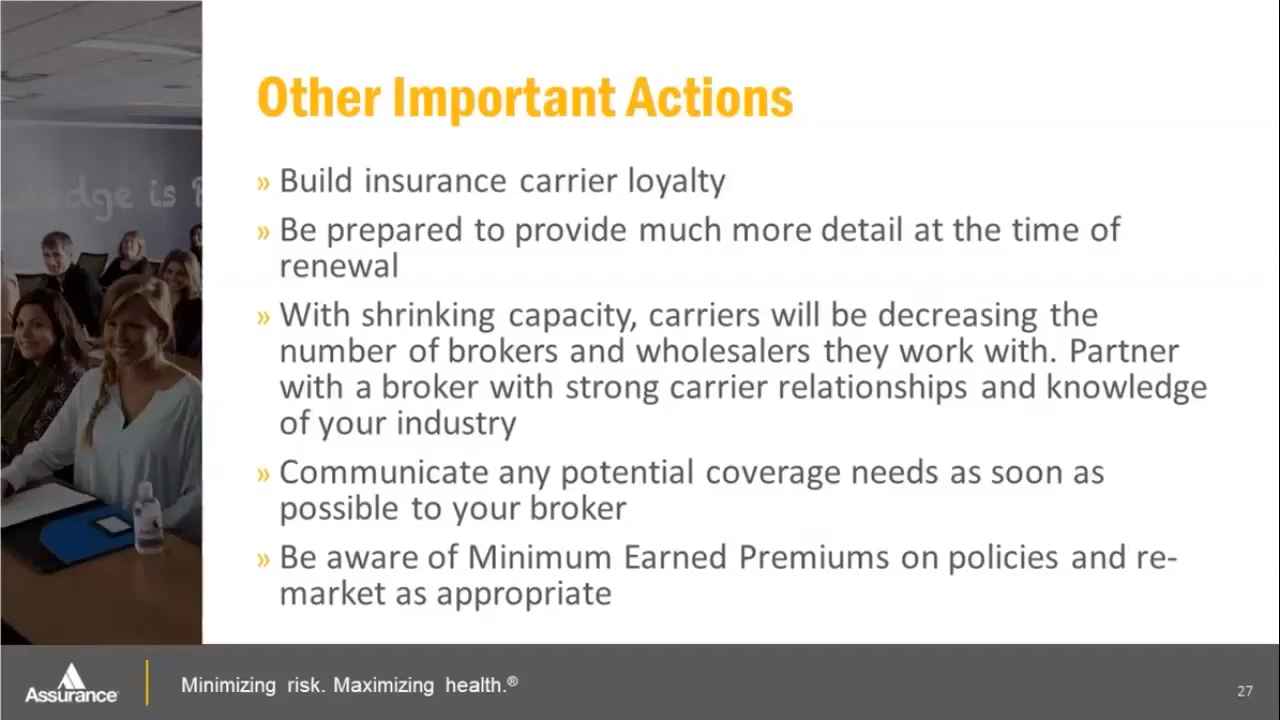 Other Important Actions
» Build insurance carrier loyalty
» Be prepared to provide much more detail at the time of
renewal
» With shrinking capacity, carriers will be decreasing the
number of brokers and wholesalers they work with. Partner
with a broker with strong carrier relationships and knowledge
of your industry
» Communicate any potential coverage needs as soon as
possible to your broker
» Be aware of Minimum Earned Premiums on policies and re-
market as appropriate
is
Assurance
Minimizing risk. Maximizing health.®
27